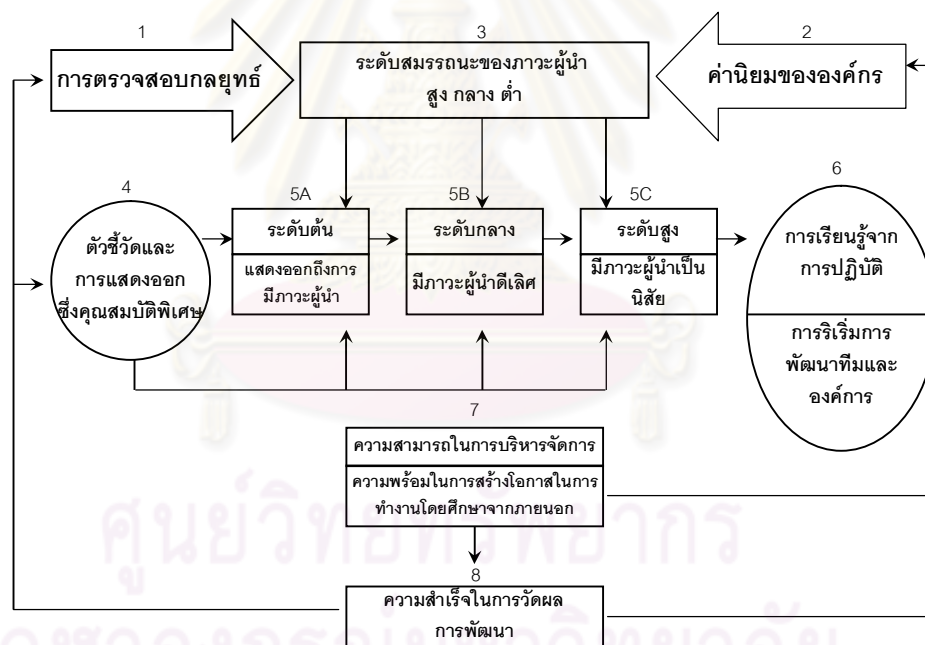 1
การตรวจสอบกลยุทธ์
3
ระดับสมรรถนะของภาวะผู้นำ
สูง กลาง ต่ำ
2
ค่านิยมขององค์กร
4
ตัวชี้วัดและ
การแสดงออก
ซึ่งคุณสมบัติพิเศษ
5A
ระดับต้น
แสดงออกถึงการ
มีภาวะผู้นำ
5B
ระดับกลาง
มีภาวะผู้นำดีเลิศ
5C
ระดับสูง
มีภาวะผู้นำเป็น
นิสัย
6
การเรียนรู้จาก
การปฏิบัติ
การริเริ่มการ
พัฒนาทีมและ
องค์การ
7
ความสามารถในการบริหารจัดการ
ความพร้อมในการสร้างโอกาสในการ
ทำงานโดยศึกษาจากภายนอก
8
ความสำเร็จในการวัดผล
การพัฒนา
ศูนย์วิทยทรัพยากร